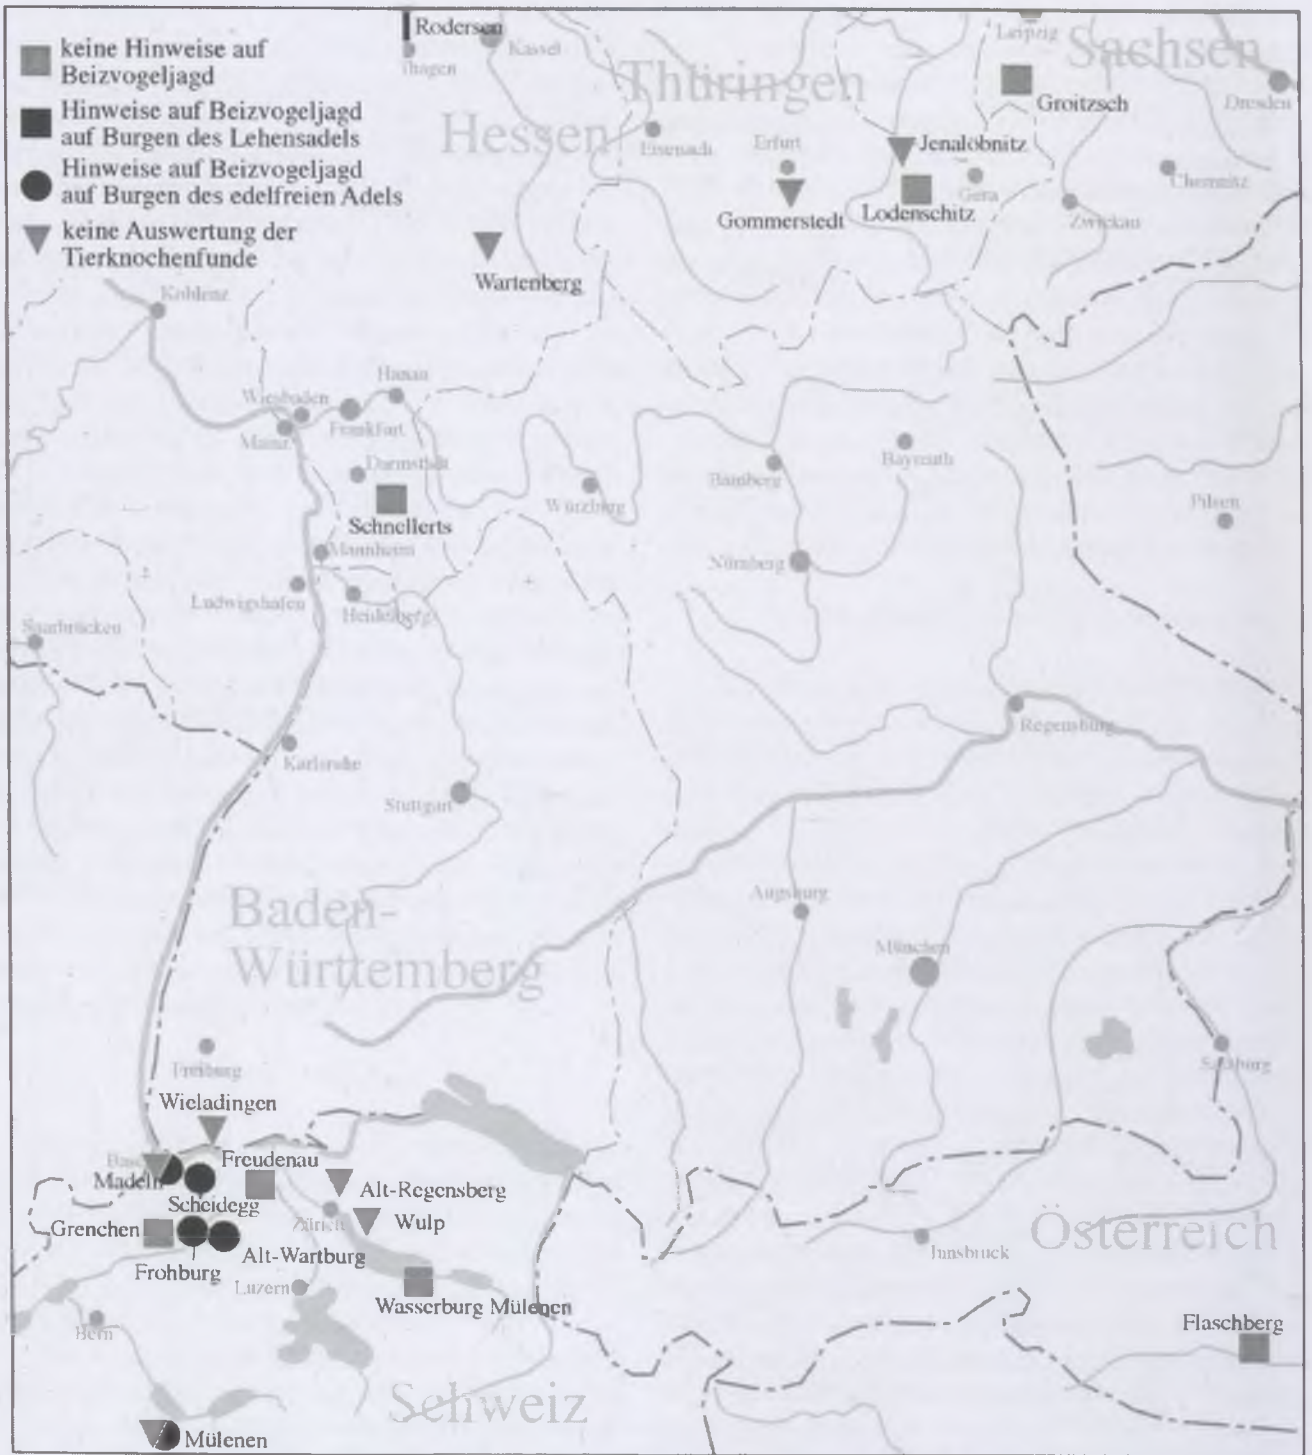 keine Hinweise auf
Beizvogeljagd
Hinweise auf Beizvogeljagd
auf Burgen des Lehensadels
Hinweise auf Beizvogeljagd
auf Burgen des edelfreien Adels
keine Auswertung der
Tierknochenfunde
Rodersen
Kassel
Thüringen
Leipzig
Sachsen
Groitzsch
Dresden
Hessen
Eisenach
Erfurt
Jenalöbnitz
Gera
Chemnitz
Gommerstedt
Lodenschitz
Zwickau
Wartenberg
Koblenz
Hanau
Wiesbaden
Mainz
Frankfurt
Darmstadt
Schnellerts
Würzburg
Bamberg
Bayreuth
Pilsen
Mannheim
Nürnberg
Ludwigshafen
Heidelberg
Saarbrücken
Regensburg
Karlsruhe
Stuttgart
Baden-
Württemberg
Augsburg
München
Freiburg
Salzburg
Wieladingen
Basel
Madeln
Freudenau
Scheidegg
Alt-Regensberg
Zürich
Wulp
Grenchen
Alt-Wartburg
Frohburg
Luzern
Innsbruck
Österreich
Wasserburg Mülenen
Bern
Flaschberg
Schweiz
Mülenen